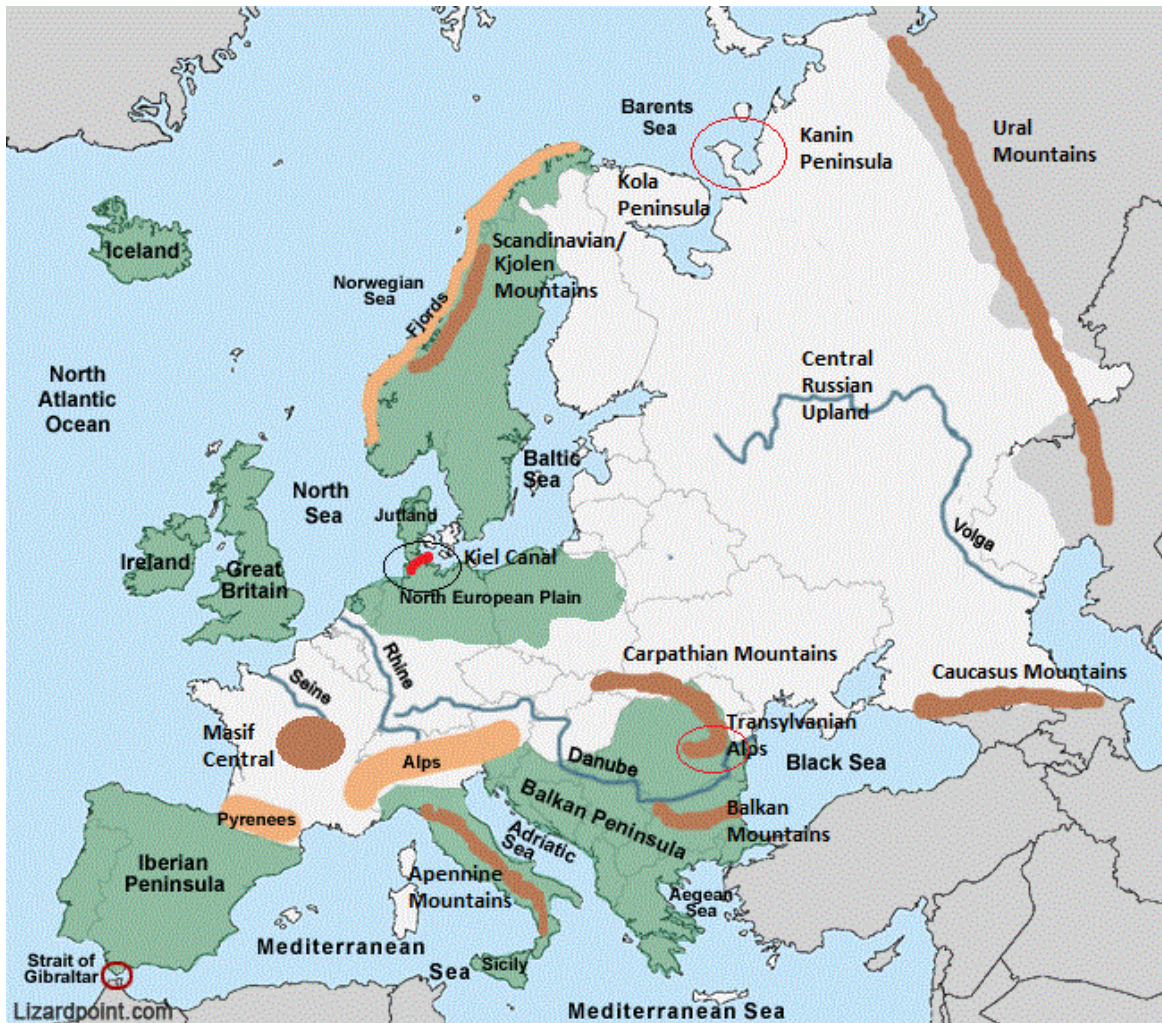 Barents
Sea
Kanin
Peninsula
Ural
Mountains
Kola
Peninsula
Iceland
Scandinavian/
Kjolen
Mountains
Norwegian
Sea
Fjords
North
Atlantic
Ocean
Central
Russian
Upland
Baltic
Sea
North
Sea
Jutland
Volga
Ireland
Great
Britain
Kiel Canal
North European Plain
Rhine
Seine
Carpathian Mountains
Caucasus Mountains
Masif
Central
Transylvanian
Alps
Alps
Danube
Black Sea
Balkan Peninsula
Balkan
Mountains
Pyrenees
Adriatic
Sea
Iberian
Peninsula
Apennine
Mountains
Aegean
Sea
Mediterranean
Sea
Sicily
Strait of
Gibraltar
Mediterranean Sea
Lizardpoint.com